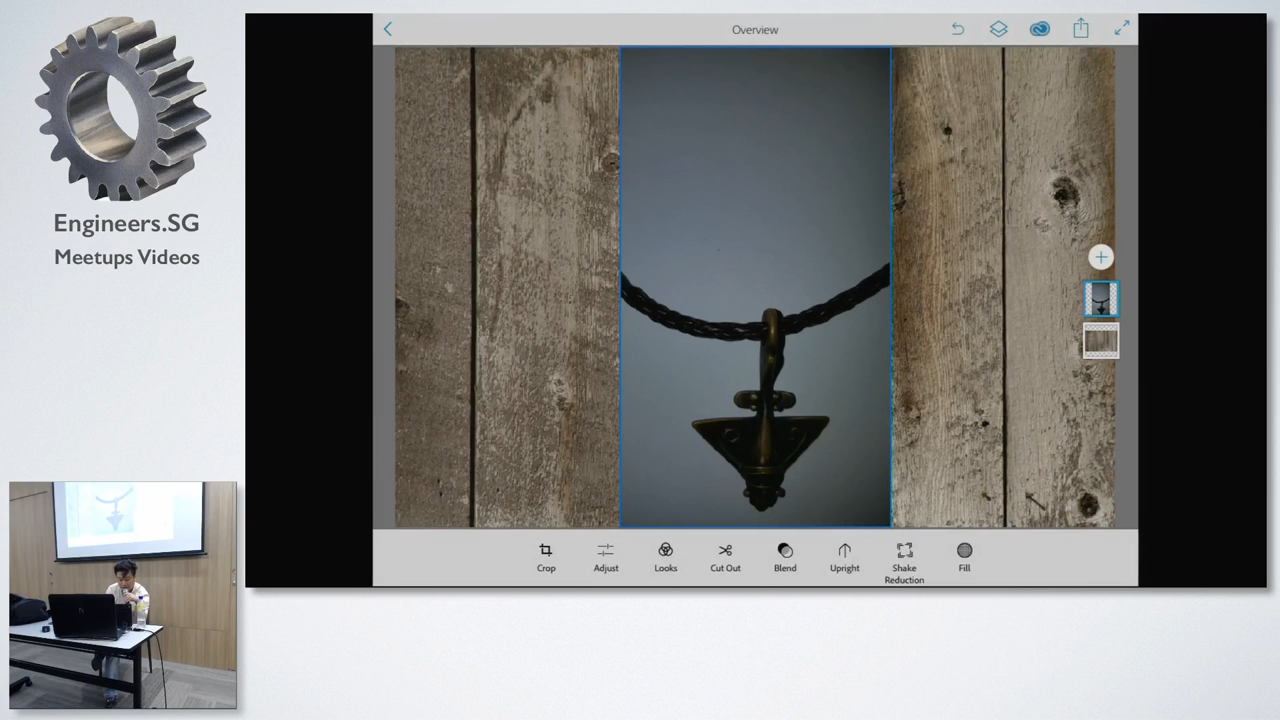 Engineers.SG
Meetups Videos
Overview
Crop
Adjust
Looks
Cut Out
Blend
Upright
Shake
Reduction
Fill